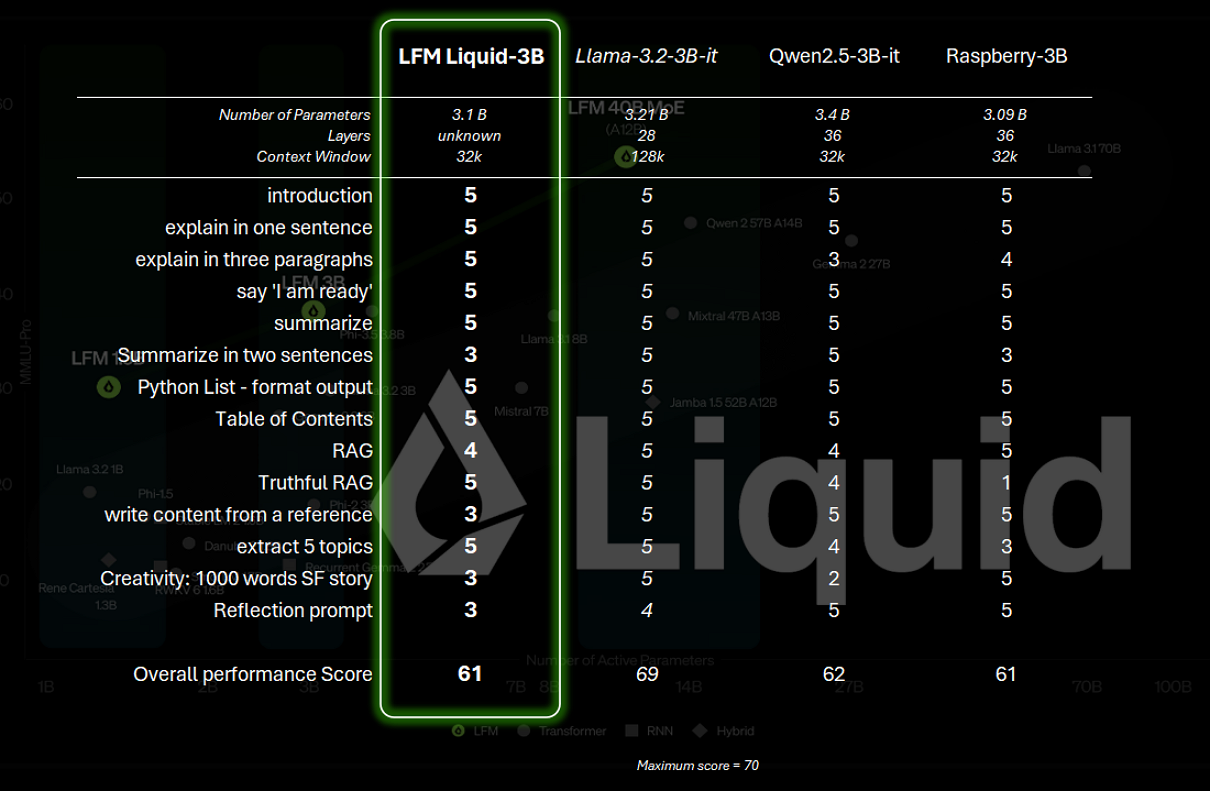 LFM Liquid-3B Llama-3.2-3B-it Qwen2.5-3B-it Raspberry-3B
Number of Parameters 3.1 B 3.21 B 3.4 B 3.09 B
Layers unknown 28 36 36
Context Window 32k 128k 32k 32k
introduction 5 5 5 5
explain in one sentence 5 5 5 5
explain in three paragraphs 5 5 3 4
say 'I am ready' 5 5 5 5
summarize 5 5 5 5
Summarize in two sentences 3 5 5 3
Python List - format output 5 5 5 5
Table of Contents 5 5 5 5
RAG 4 5 4 5
Truthful RAG 5 5 4 1
write content from a reference 3 5 5 5
extract 5 topics 5 5 4 3
Creativity: 1000 words SF story 3 5 2 5
Reflection prompt 3 4 5 5
Overall performance Score 61 69 62 61
Maximum score = 70
Liquid
LFM 40B MoE
(A12B)
Llama 3.1 70B
Qwen 2 57B A14B
Gemma 2 27B
LFM 3B
Mixtral 47B A13B
Phi-3.5 3.8B
Llama 3.1 8B
MMLU-Pro
Mistral 7B
Jamba 1.5 52B A12B
Llama 3.2 1B
Phi-1.5
Rene Cartesia
1.3B
RWKV 6 1.6B
Recurrent Gemma
Number of Active Parameters
1B 2B 3B 7B 8B 14B 27B 70B 100B
LFM Transformer RNN Hybrid